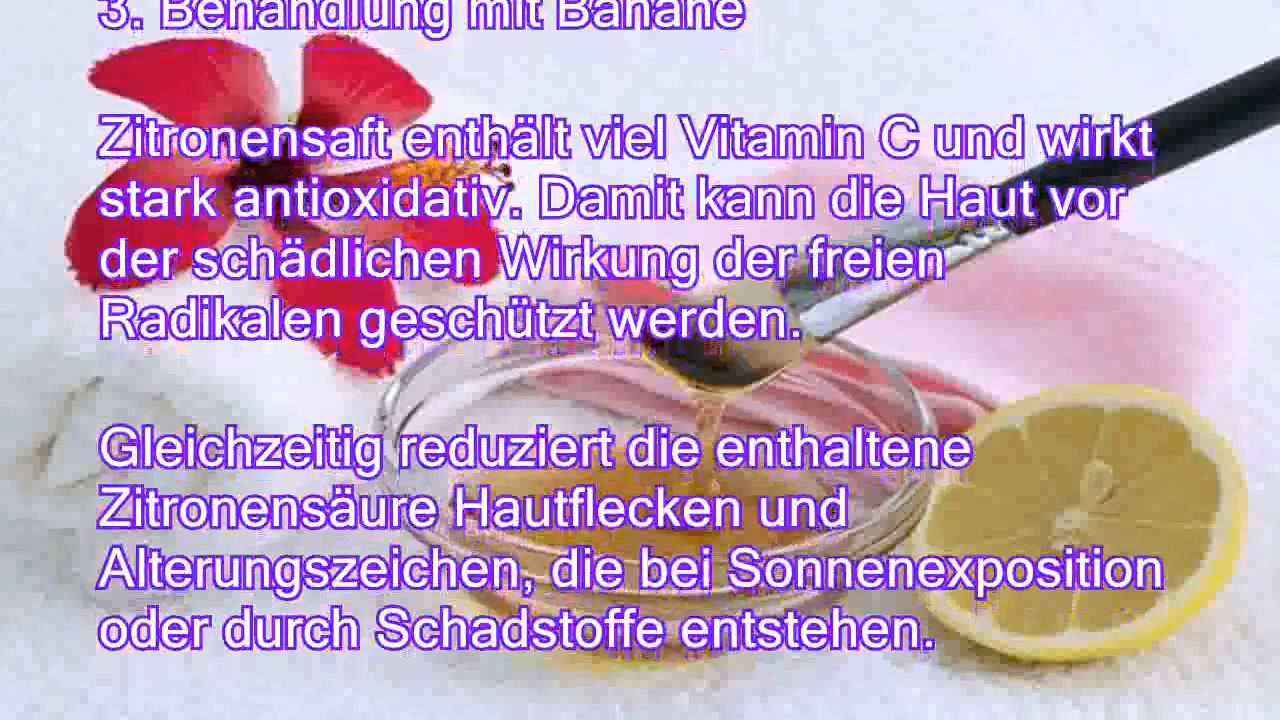 3. Behandlung mit Banane
Zitronensaft enthält viel Vitamin C und wirkt
stark antioxidativ. Damit kann die Haut vor
der schädlichen Wirkung der freien
Radikalen geschützt werden.
Gleichzeitig reduziert die enthaltene
Zitronensäure Hautflecken und
Alterungszeichen, die bei Sonnenexposition
oder durch Schadstoffe entstehen.